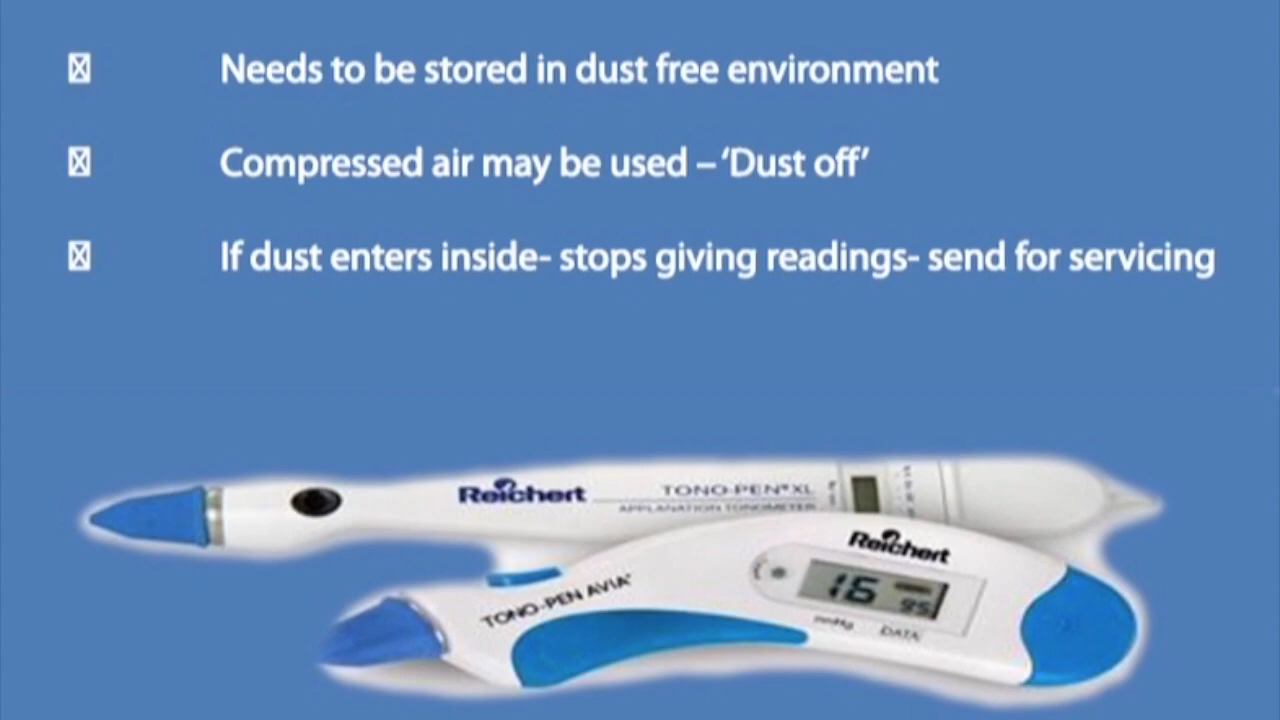 Needs to be stored in dust free environment
Compressed air may be used – ‘Dust off’
If dust enters inside- stops giving readings- send for servicing
Reichert
TONO-PEN® XL
APPLANATION TONOMETER
Reichert
TONO-PEN AVIA®
16
95
mmHg
DATA